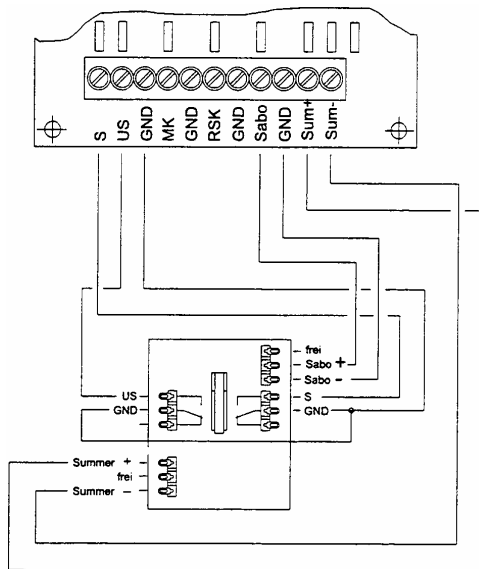 S US GND MK GND RSK GND Sabo GND Sum+ Sum-
frei
Sabo +
Sabo -
US
S
GND
GND
Summer +
frei
Summer -